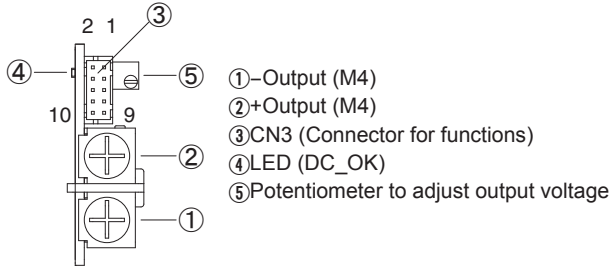 2 1
③
④
⑤
10
9
②
①
①−Output (M4)
②+Output (M4)
③CN3 (Connector for functions)
④LED (DC_OK)
⑤Potentiometer to adjust output voltage